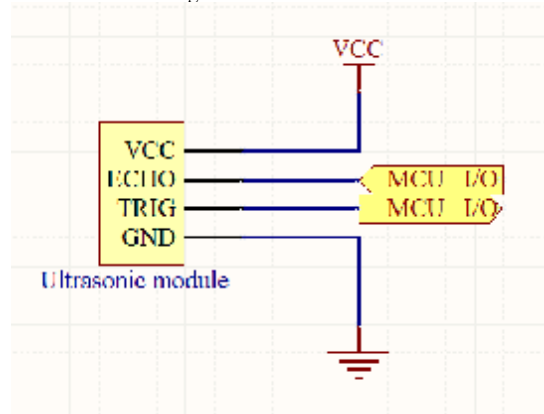 VCC
VCC
ECHO
MCU I/O
TRIG
MCU I/O
GND
Ultrasonic module